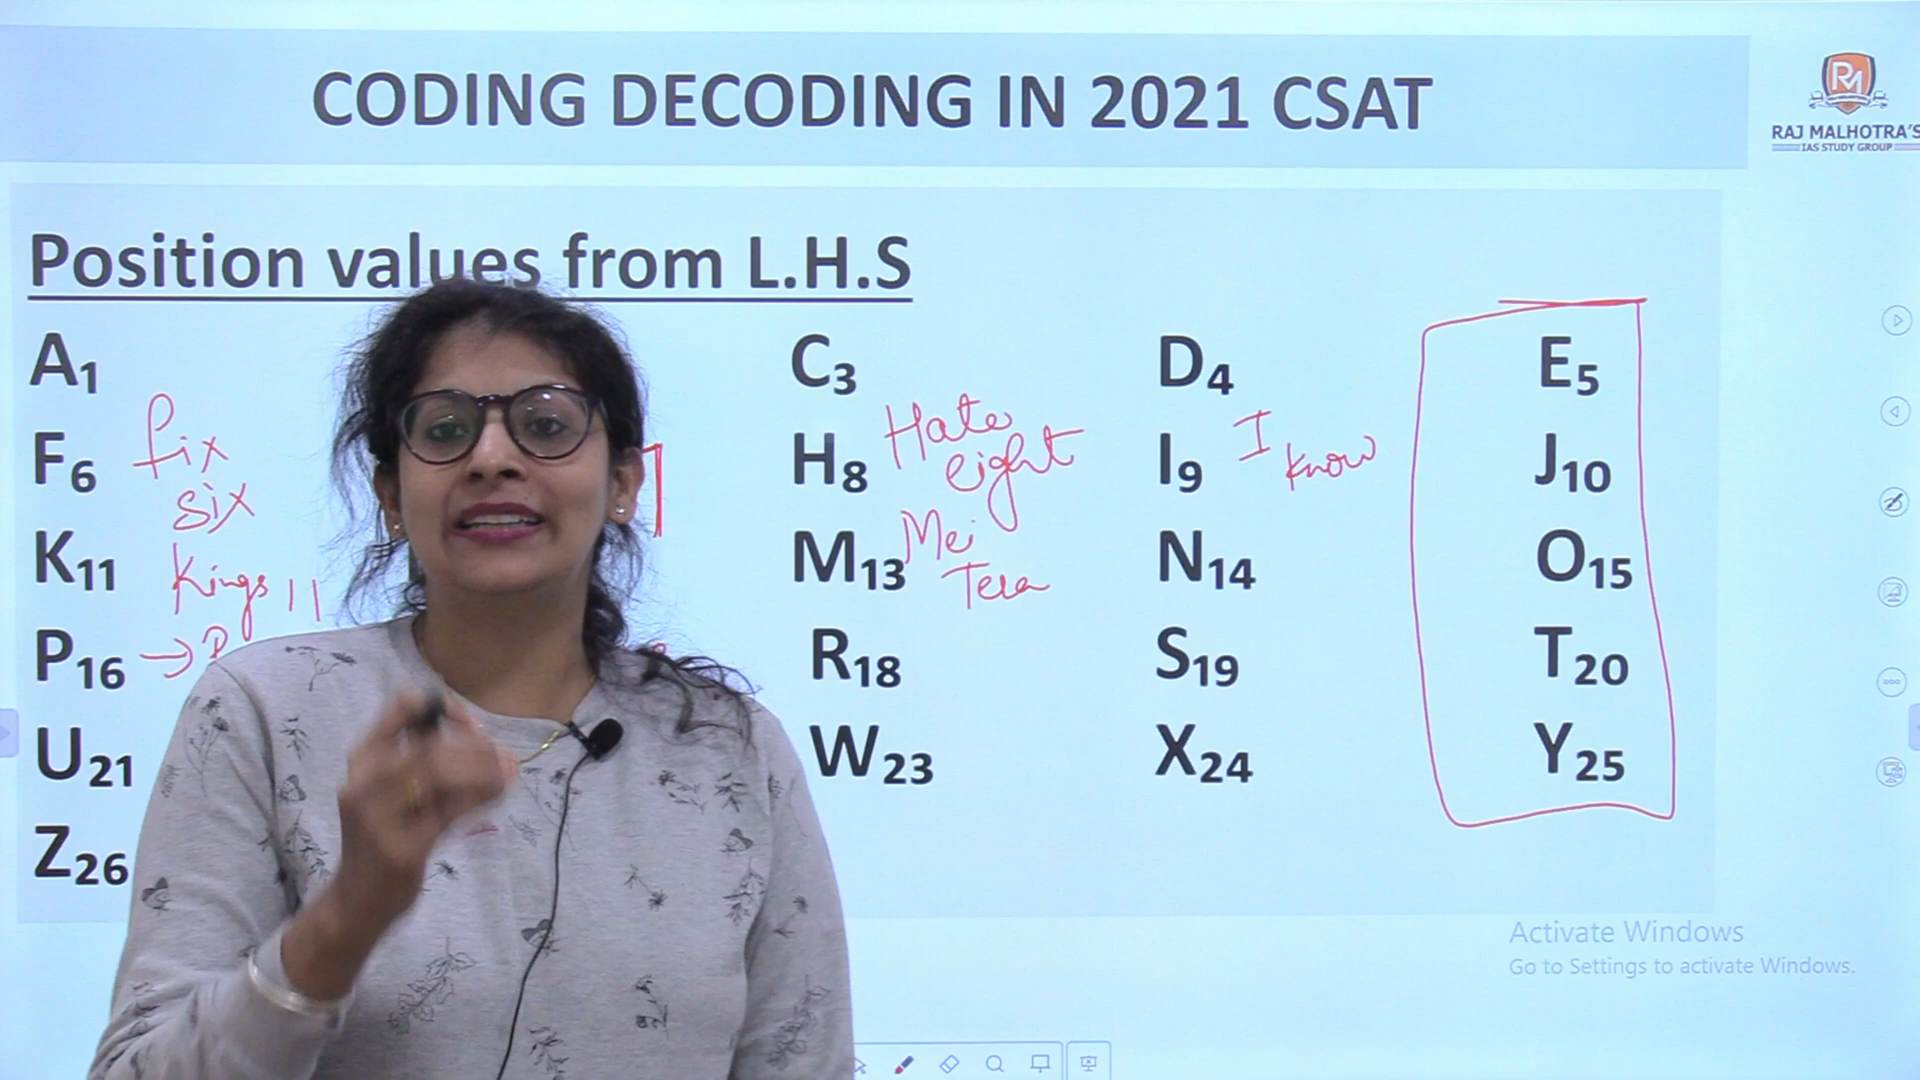 CODING DECODING IN 2021 CSAT
RM
RAJ MALHOTRA'S
IAS STUDY GROUP
Position values from L.H.S
A1 C3 D4 E5
fix Hate I
F6 H8 eight I9 know J10
six
K11 Kings 11 M13 Mei Tera N14 O15
P16 → R18 S19 T20
U21 W23 X24 Y25
Z26
Activate Windows
Go to Settings to activate Windows.